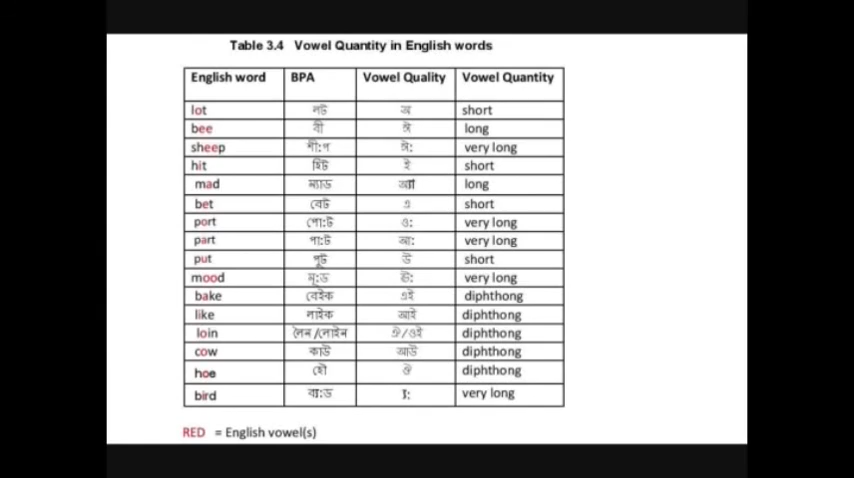 Table 3.4 Vowel Quantity in English words
English word BPA Vowel Quality Vowel Quantity
lot লট অ short
bee বী ঈ long
sheep শী:প ঈ: very long
hit হিট ই short
mad ম্যাড অ্যা long
bet বেট এ short
port পো:ট ও: very long
part পা:ট আ: very long
put পুট উ short
mood মূ:ড ঊ: very long
bake বেইক এই diphthong
like লাইক আই diphthong
loin লৈন /লোইন ঐ/ওই diphthong
cow কাউ আউ diphthong
hoe হৌ ঔ diphthong
bird very long
RED = English vowel(s)